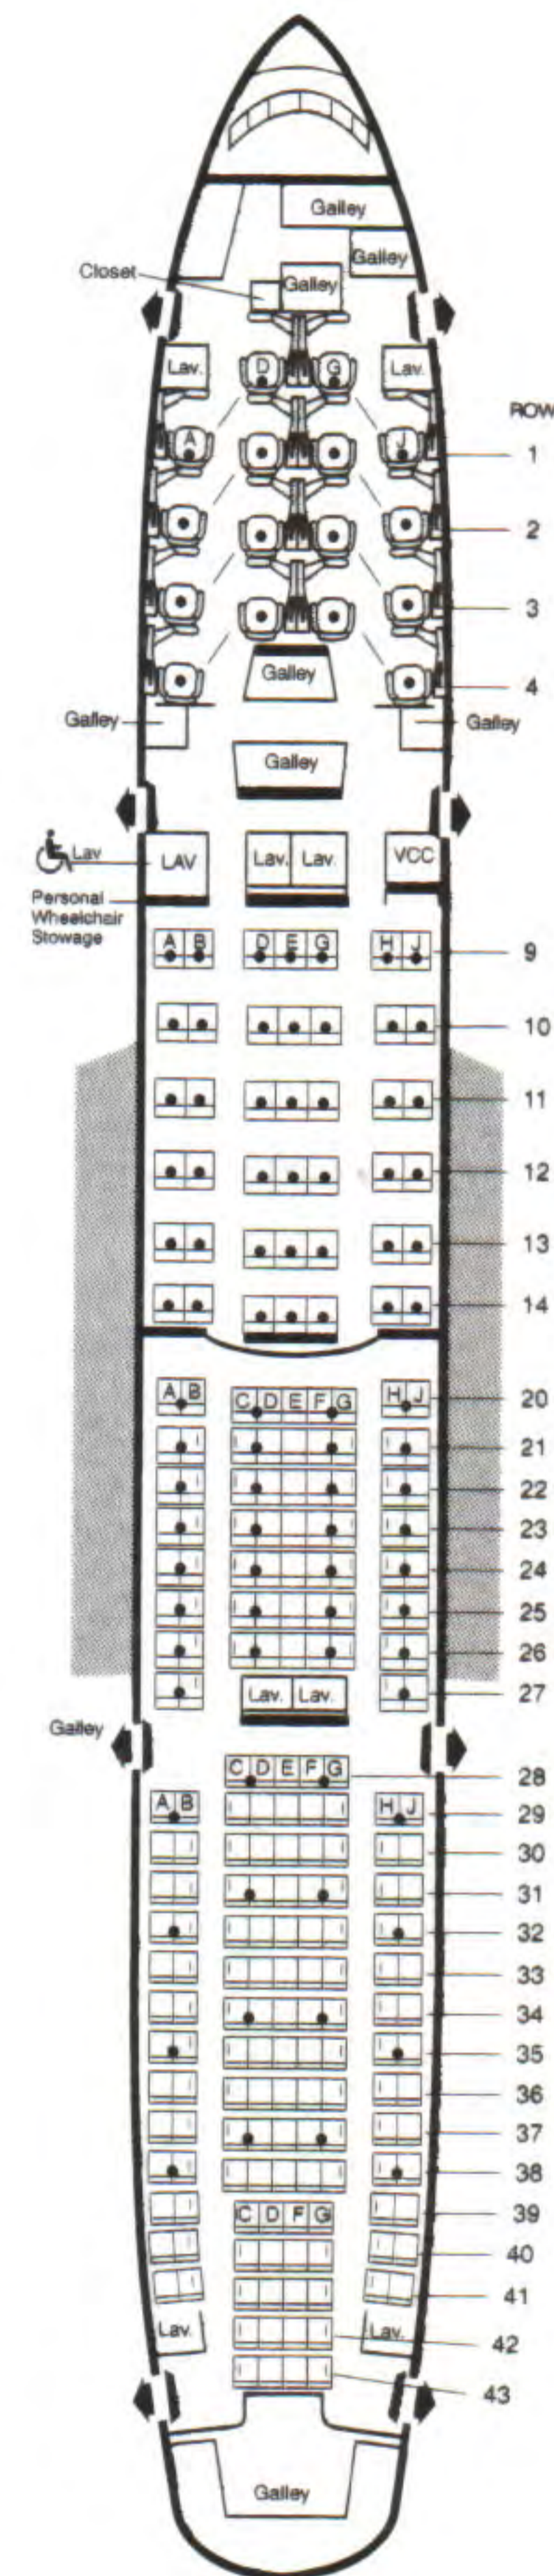 Galley
Galley
Closet
Galley
Lav.
D
G
Lav.
ROW
A
J
1
2
3
Galley
4
Galley
Galley
Galley
Lav
LAV
Lav.
Lav.
VCC
Personal
Wheelchair
Stowage
A B
D E G
H J
9
10
11
12
13
14
A B
C D E F G
H J
20
21
22
23
24
25
26
Lav. Lav.
27
Galley
C D E F G
28
A B
H J
29
30
31
32
33
34
35
36
37
38
C D F G
39
40
41
Lav.
Lav.
42
43
Galley